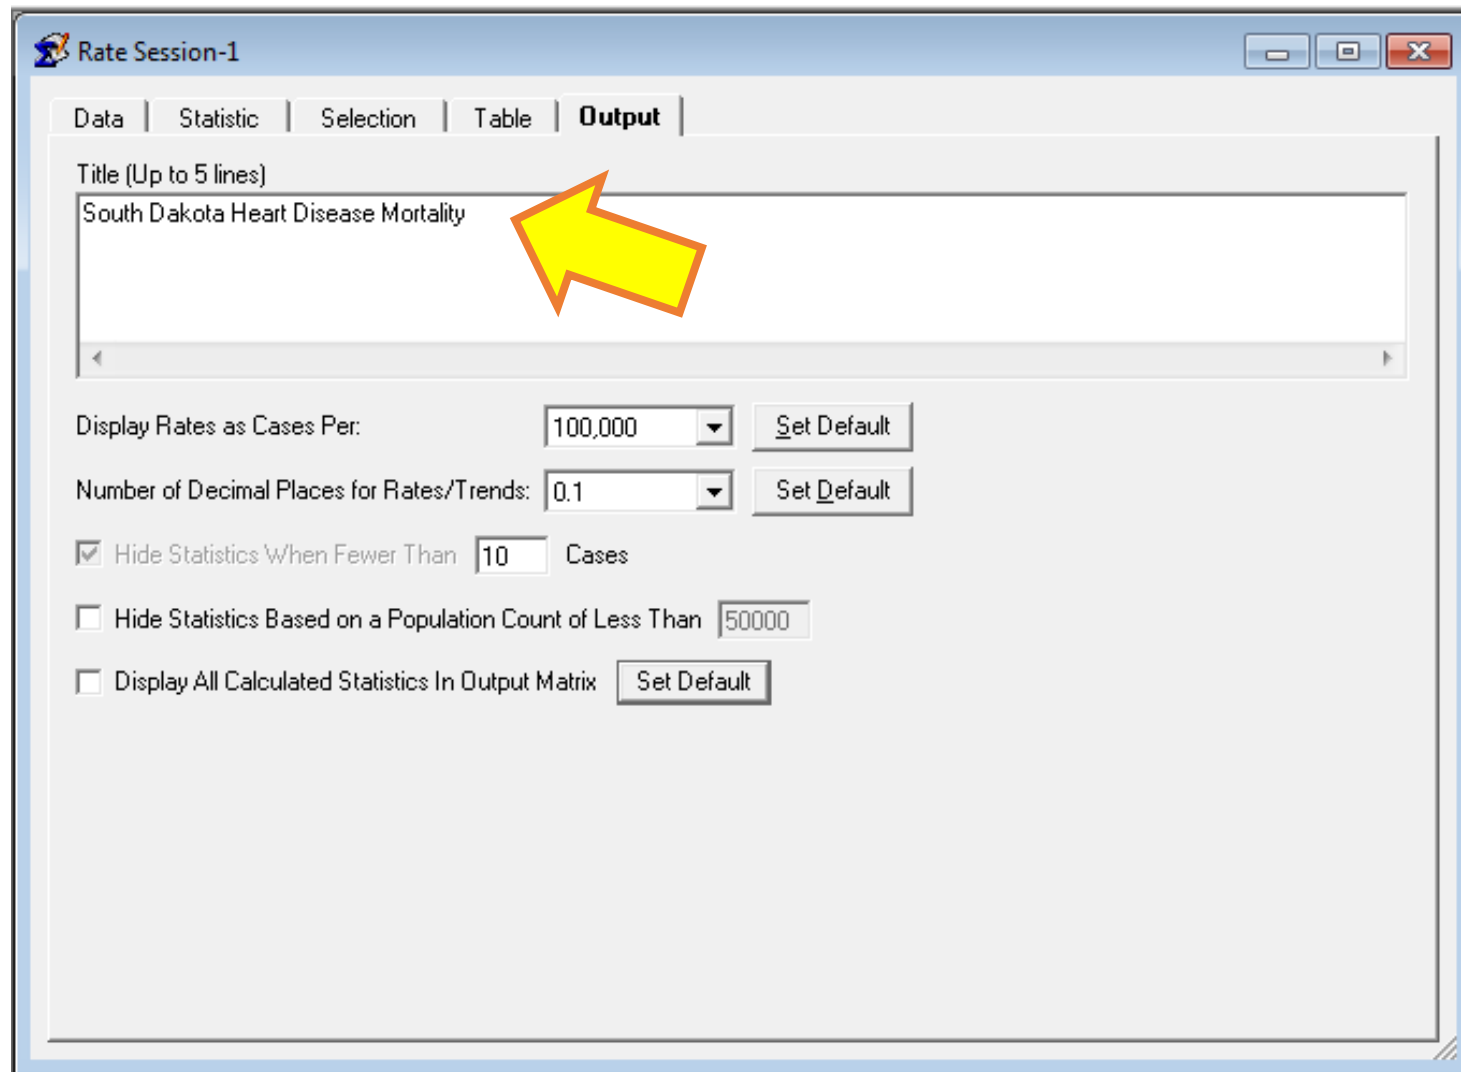 Rate Session-1
Data Statistic Selection Table Output
Title (Up to 5 lines)
South Dakota Heart Disease Mortality
Display Rates as Cases Per: 100,000 Set Default
Number of Decimal Places for Rates/Trends: 0.1 Set Default
Hide Statistics When Fewer Than 10 Cases
Hide Statistics Based on a Population Count of Less Than 50000
Display All Calculated Statistics In Output Matrix Set Default